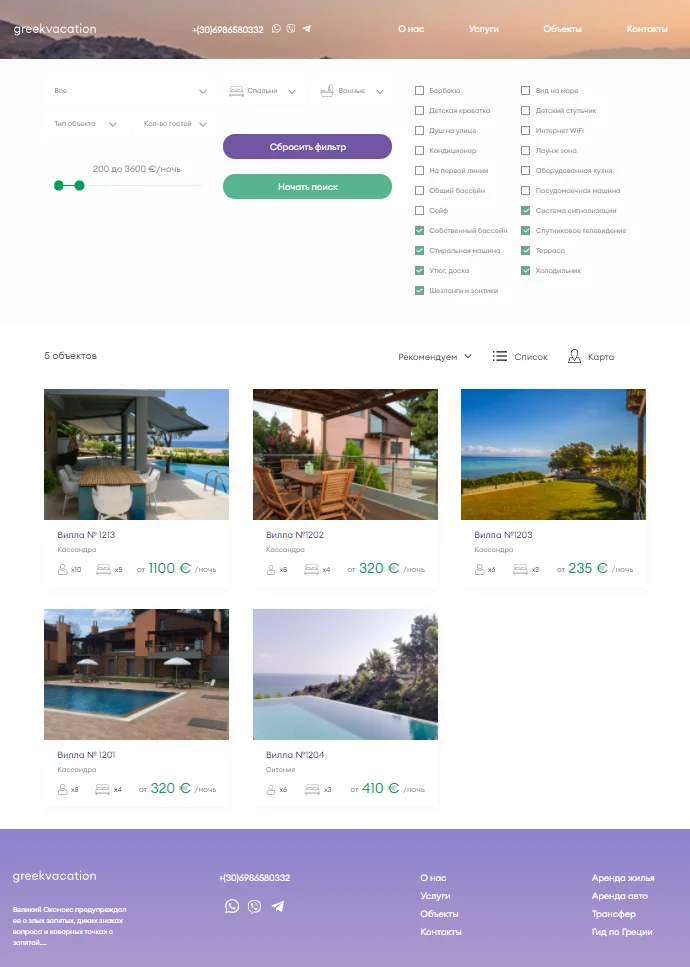 greekvacation
+(30)6986580332
О нас
Услуги
Объекты
Контакты
Все
Спальни
Ванные
Тип объекта
Кол-во гостей
200 до 3600 €/ночь
Сбросить фильтр
Начать поиск
Барбекю
Вид на море
Детская кроватка
Детский стульчик
Душ на улице
Интернет WiFi
Кондиционер
Лаунж зона
На первой линии
Оборудованная кухня
Общий бассейн
Посудомоечная машина
Сейф
Система сигнализации
Собственный бассейн
Спутниковое телевидение
Стиральная машина
Терраса
Утюг, доска
Холодильник
Шезлонги и зонтики
5 объектов
Рекомендуем
Список
Карта
Вилла № 1213
Кассандра
x10 x5 от 1100 € /ночь
Вилла №1202
Кассандра
x8 x4 от 320 € /ночь
Вилла №1203
Кассандра
x6 x3 от 235 € /ночь
Вилла № 1201
Кассандра
x8 x4 от 320 € /ночь
Вилла №1204
Ситония
x6 x3 от 410 € /ночь
greekvacation
Великий Оксмокс предупреждал
ее о злых запятых, диких знаках
вопроса и коварных точках с
запятой....
+(30)6986580332
О нас
Услуги
Объекты
Контакты
Аренда жилья
Аренда авто
Трансфер
Гид по Греции